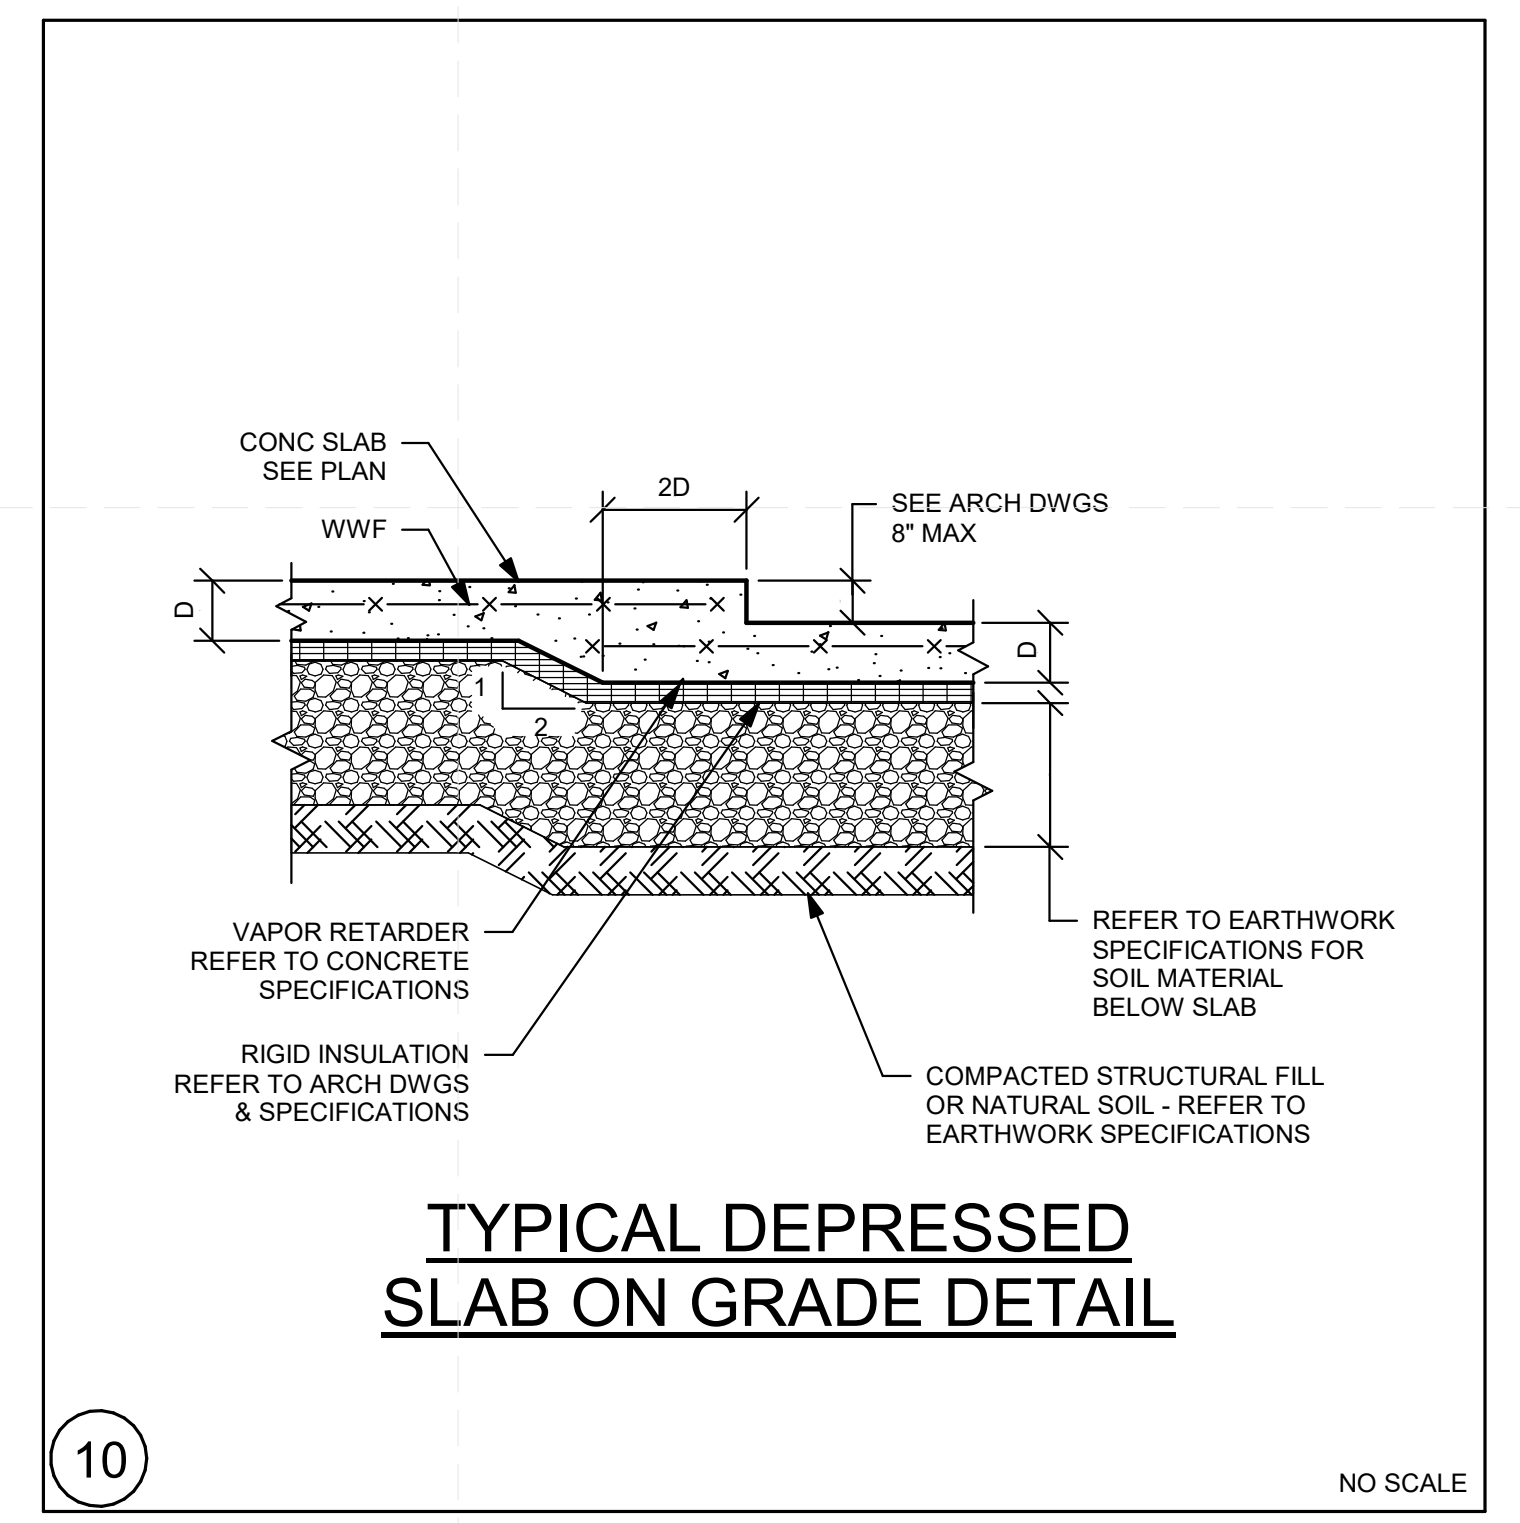 CONC SLAB
SEE PLAN
WWF
2D
SEE ARCH DWGS
8" MAX
D
D
1
2
VAPOR RETARDER
REFER TO CONCRETE
SPECIFICATIONS
RIGID INSULATION
REFER TO ARCH DWGS
& SPECIFICATIONS
REFER TO EARTHWORK
SPECIFICATIONS FOR
SOIL MATERIAL
BELOW SLAB
COMPACTED STRUCTURAL FILL
OR NATURAL SOIL - REFER TO
EARTHWORK SPECIFICATIONS
TYPICAL DEPRESSED
SLAB ON GRADE DETAIL
10
NO SCALE